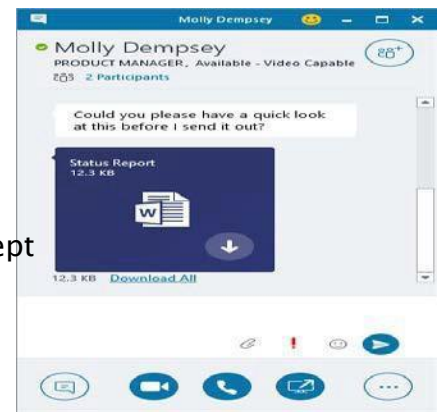 Molly Dempsey
Molly Dempsey
PRODUCT MANAGER, Available - Video Capable
2 Participants
Could you please have a quick look
at this before I send it out?
Status Report
12.3 KB
W
ept
12.3 KB Download All